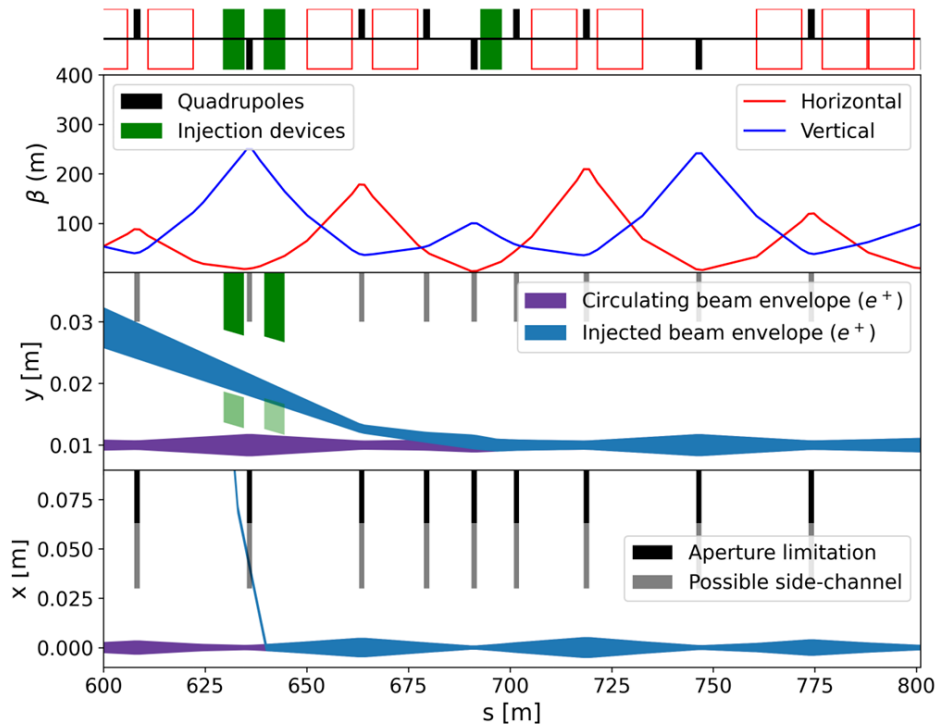 400
Quadrupoles
Injection devices
Horizontal
Vertical
300
200
100
β (m)
Circulating beam envelope (e⁺)
Injected beam envelope (e⁺)
0.03
0.02
0.01
y [m]
0.075
0.050
0.025
0.000
x [m]
Aperture limitation
Possible side-channel
600 625 650 675 700 725 750 775 800
s [m]